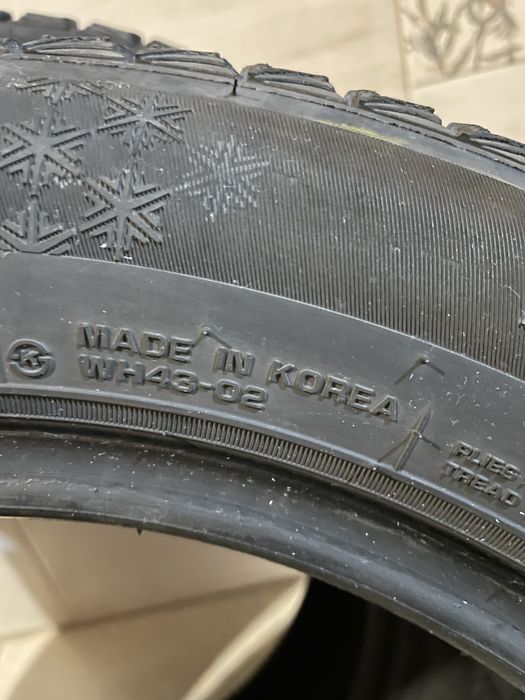 K
MADE IN KOREA
WH43-02
PLIES
TREAD